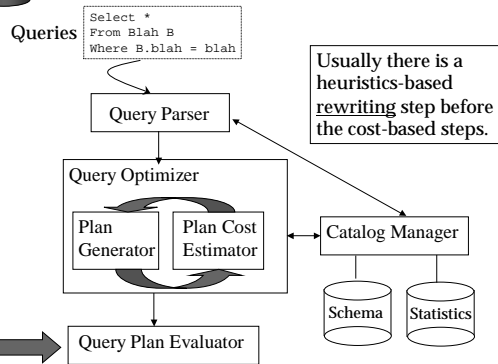 Queries
Select *
From Blah B
Where B.blah = blah
Usually there is a
heuristics-based
rewriting step before
the cost-based steps.
Query Parser
Query Optimizer
Plan
Generator
Plan Cost
Estimator
Catalog Manager
Schema
Statistics
Query Plan Evaluator